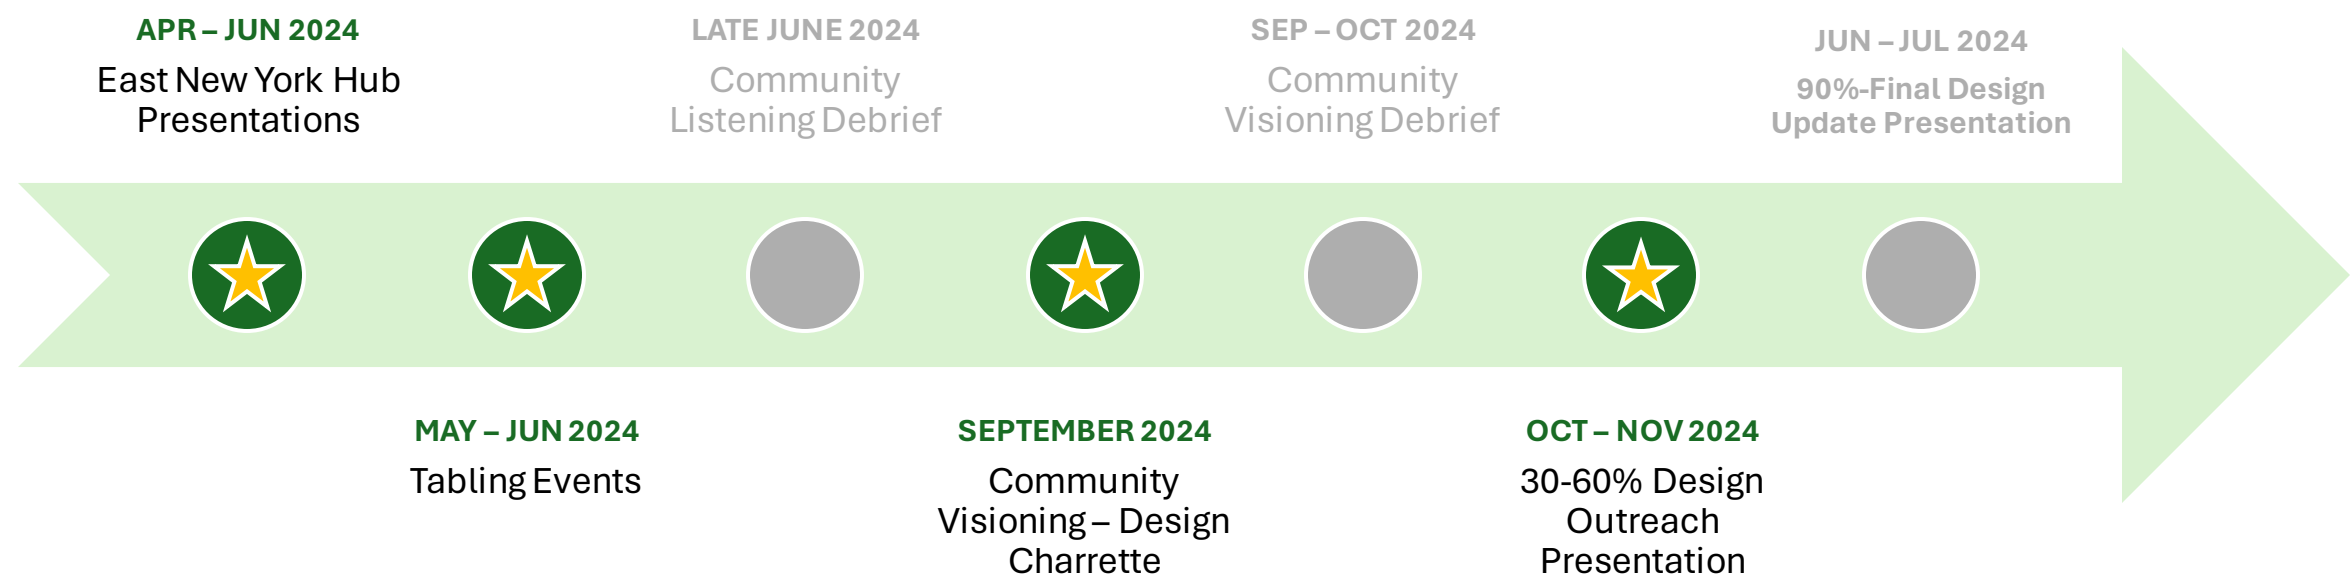 APR – JUN 2024
East New York Hub
Presentations
MAY – JUN 2024
Tabling Events
LATE JUNE 2024
Community
Listening Debrief
SEPTEMBER 2024
Community
Visioning – Design
Charrette
SEP – OCT 2024
Community
Visioning Debrief
OCT – NOV 2024
30-60% Design
Outreach
Presentation
JUN – JUL 2024
90%-Final Design
Update Presentation